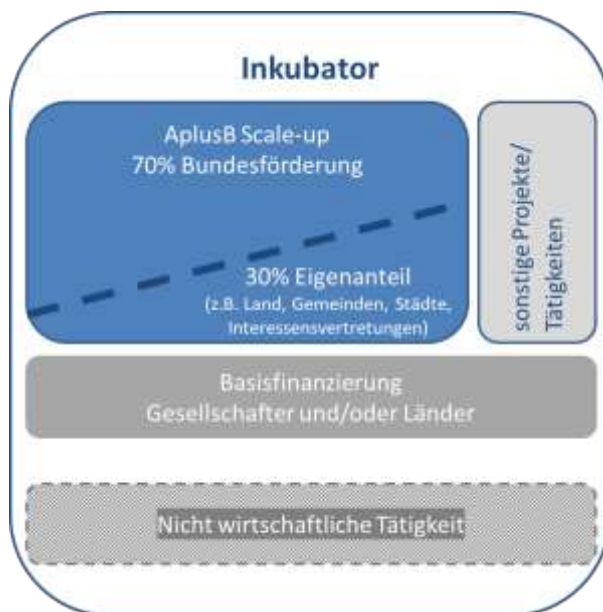 Inkubator
AplusB Scale-up
70% Bundesförderung
30% Eigenanteil
(z.B. Land, Gemeinden, Städte,
Interessensvertretungen)
sonstige Projekte/
Tätigkeiten
Basisfinanzierung
Gesellschafter und/oder Länder
Nicht wirtschaftliche Tätigkeit